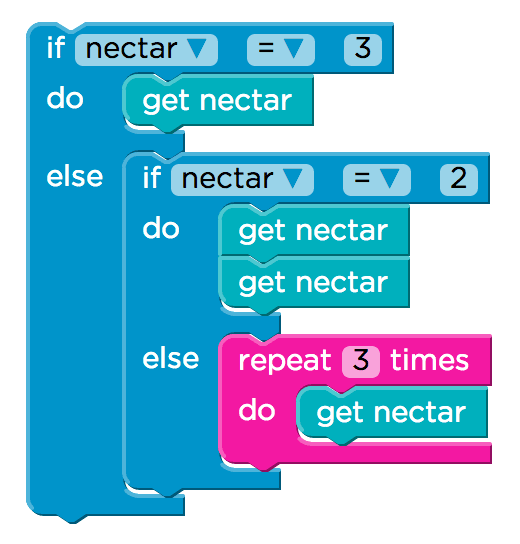 if nectar ▼ = ▼ 3
do get nectar
else if nectar ▼ = ▼ 2
do get nectar
get nectar
else repeat 3 times
do get nectar